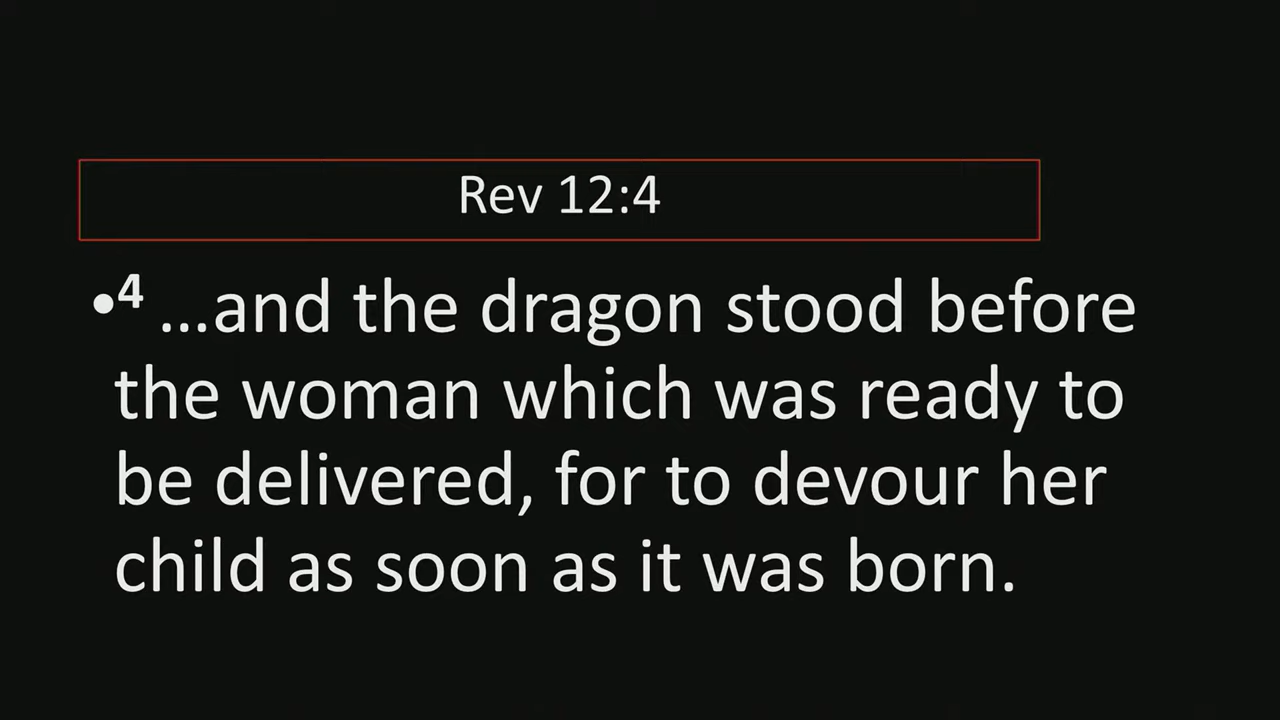 Rev 12:4
•4 ...and the dragon stood before
the woman which was ready to
be delivered, for to devour her
child as soon as it was born.